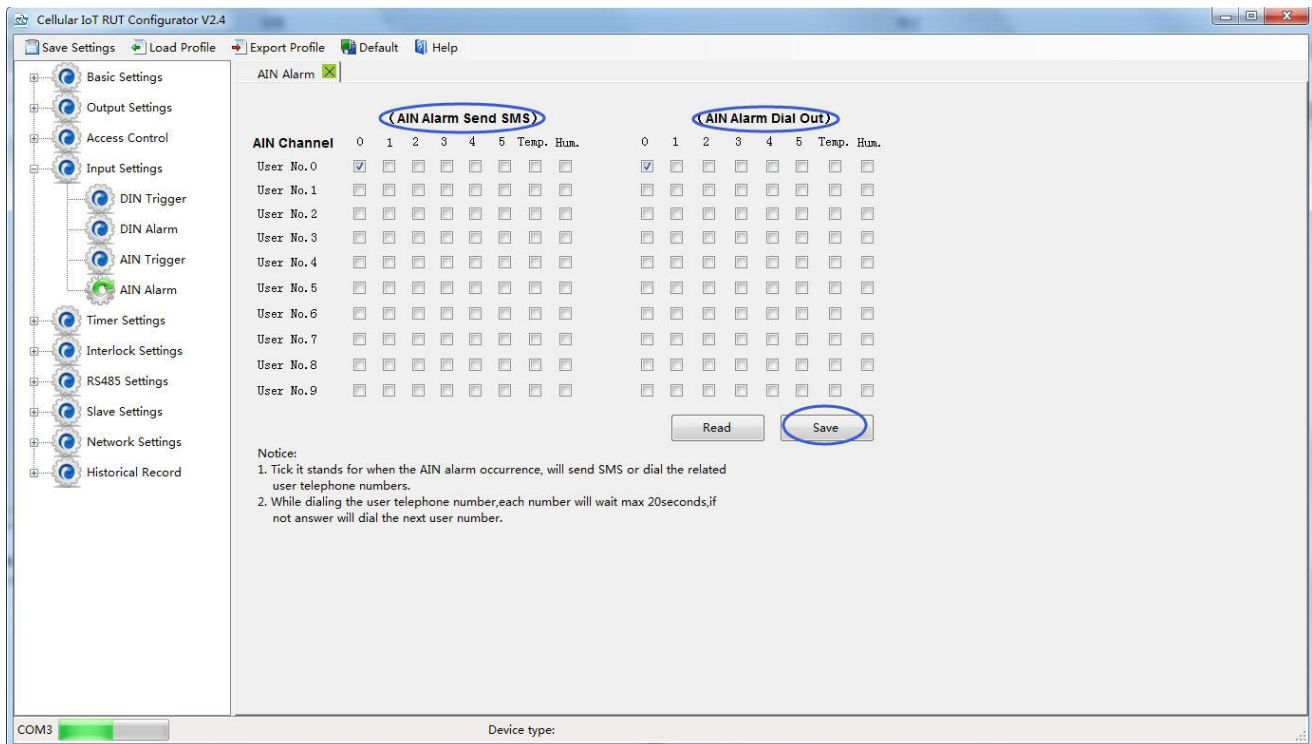 Cellular IoT RUT Configurator V2.4
Save Settings Load Profile Export Profile Default Help
Basic Settings
Output Settings
Access Control
Input Settings
DIN Trigger
DIN Alarm
AIN Trigger
AIN Alarm
Timer Settings
Interlock Settings
RS485 Settings
Slave Settings
Network Settings
Historical Record
AIN Alarm
(AIN Alarm Send SMS) (AIN Alarm Dial Out)
AIN Channel 0 1 2 3 4 5 Temp. Hum. 0 1 2 3 4 5 Temp. Hum.
User No.0
User No.1
User No.2
User No.3
User No.4
User No.5
User No.6
User No.7
User No.8
User No.9
Read Save
Notice:
1. Tick it stands for when the AIN alarm occurrence, will send SMS or dial the related
user telephone numbers.
2. While dialing the user telephone number,each number will wait max 20seconds,if
not answer will dial the next user number.
COM3 Device type: